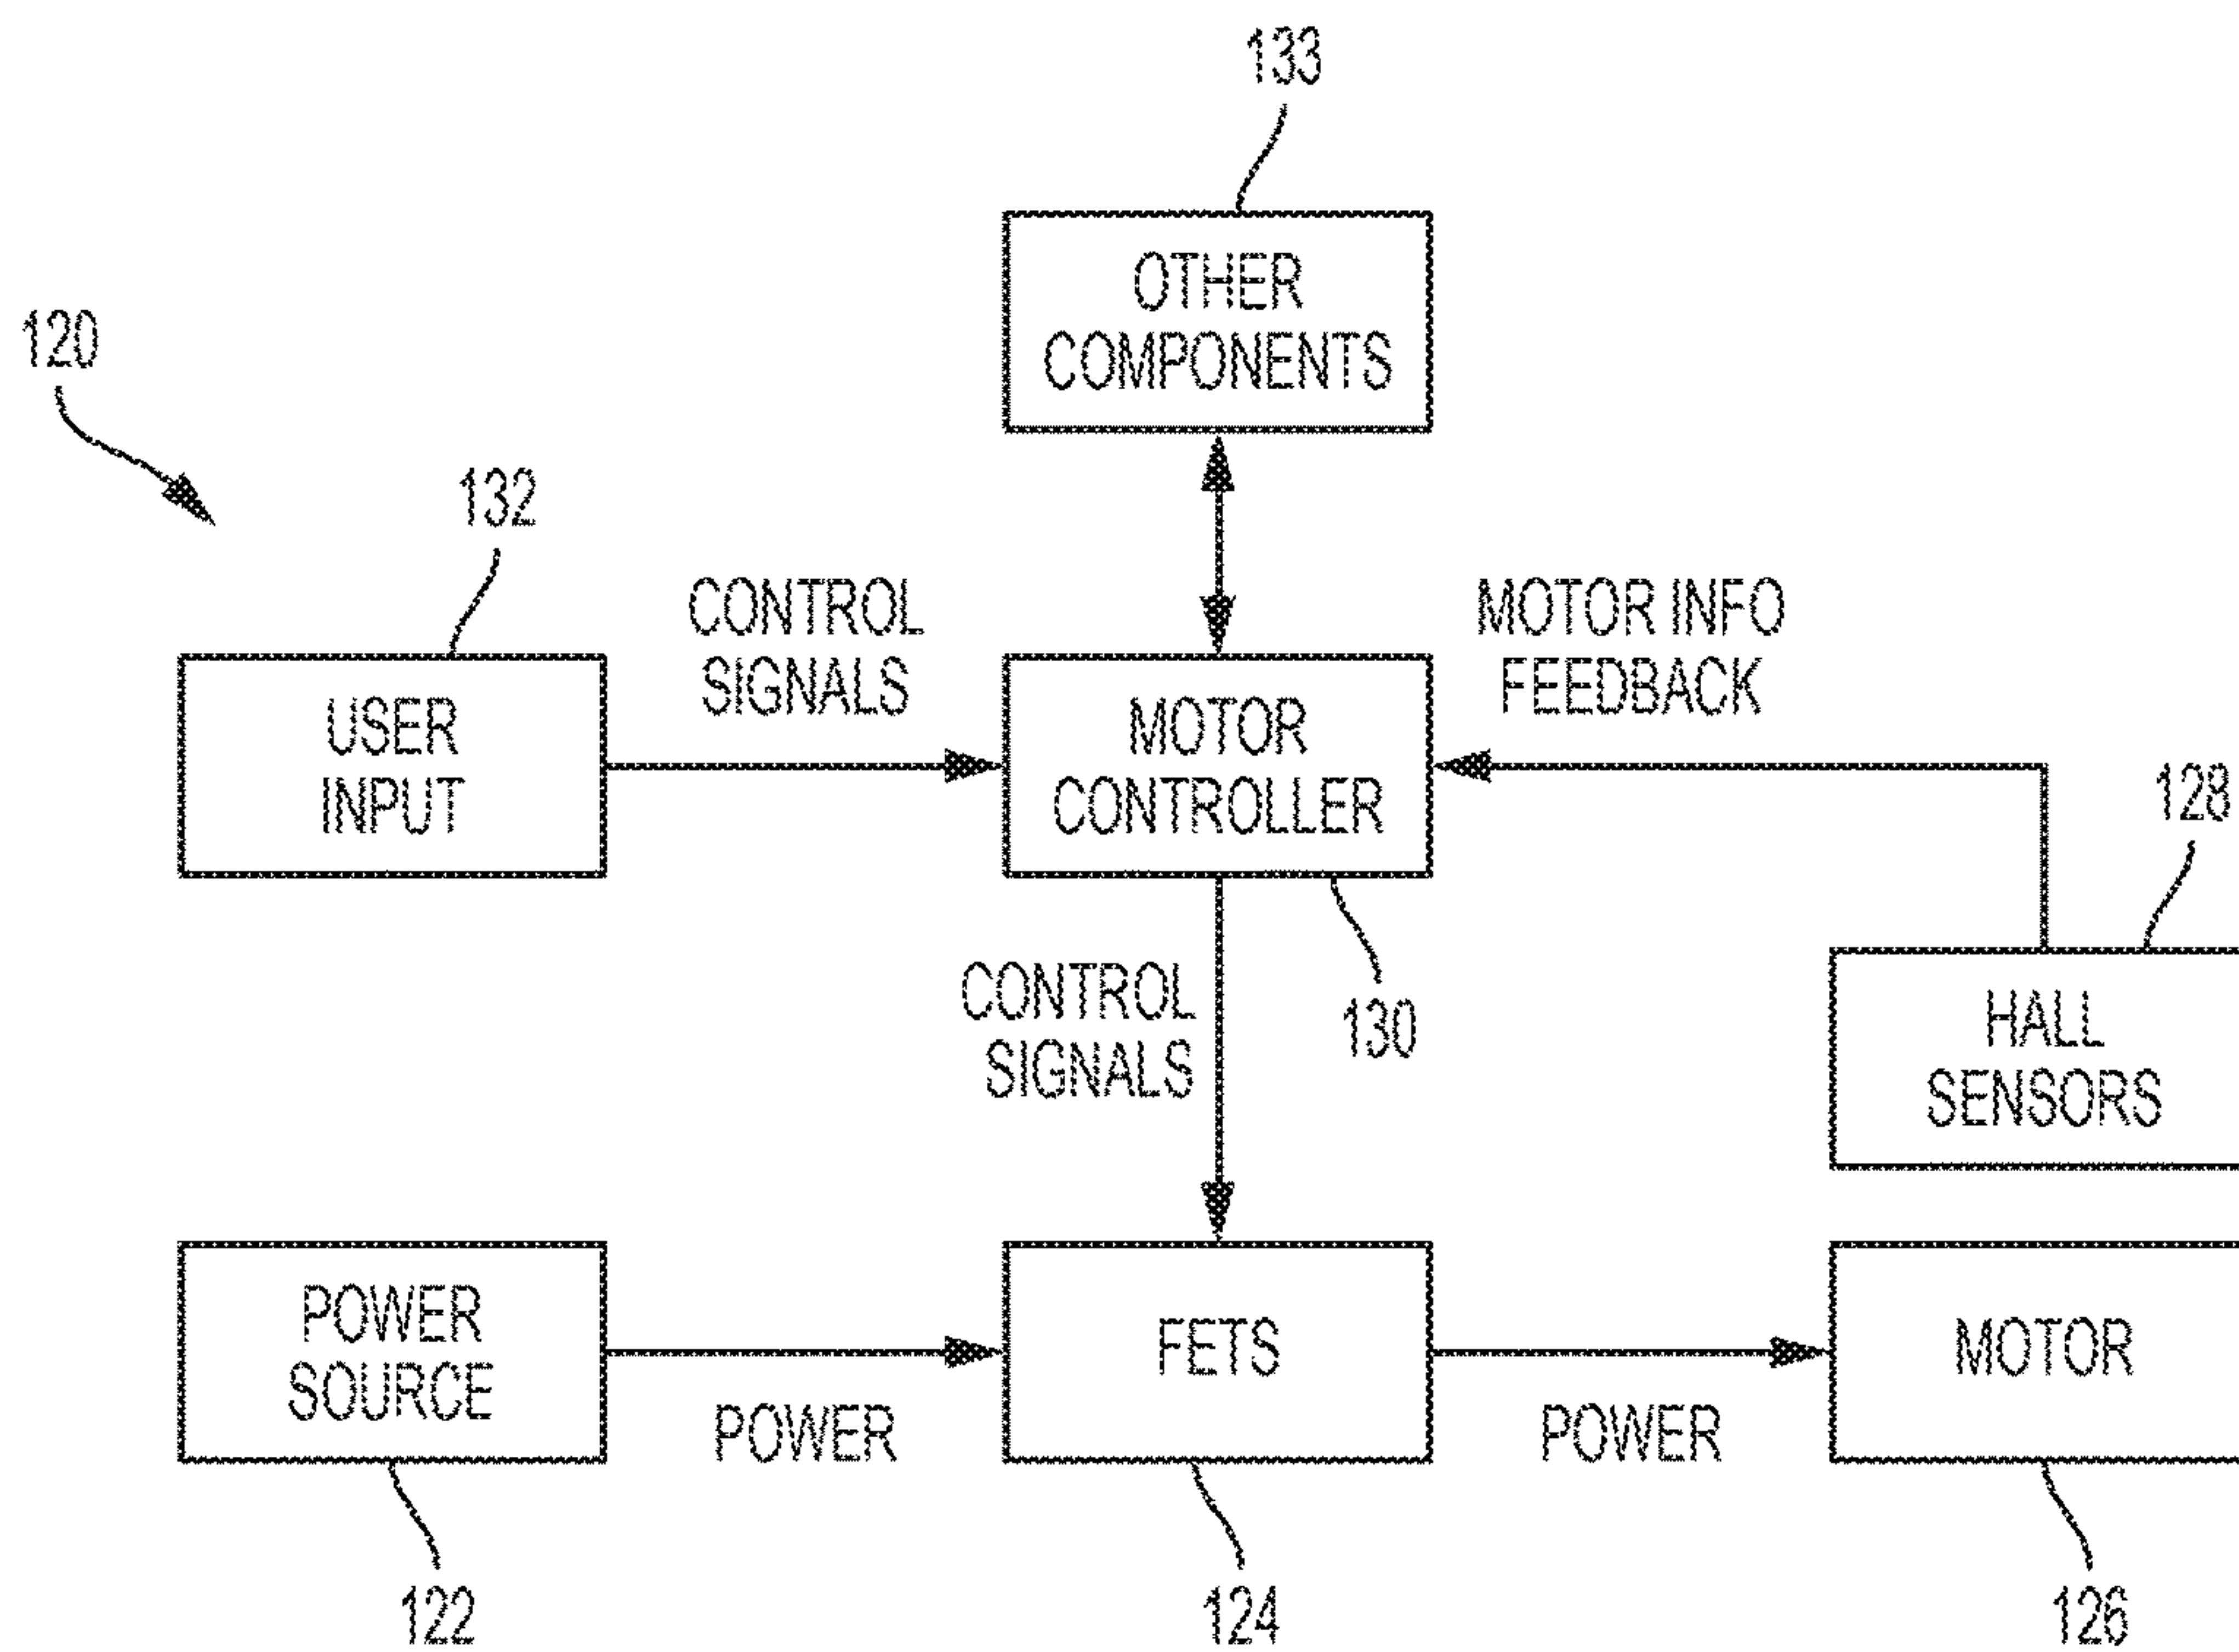 133
OTHER
COMPONENTS
120
132
CONTROL
SIGNALS
MOTOR INFO
FEEDBACK
USER
INPUT
MOTOR
CONTROLLER
128
CONTROL
SIGNALS
130
HALL
SENSORS
POWER
SOURCE
POWER
FETS
POWER
MOTOR
122
124
126